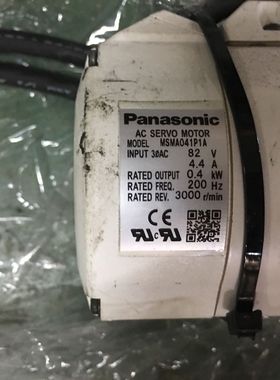 Panasonic
AC SERVO MOTOR
MODEL MSMA041P1A
INPUT 3øAC 82 V
4.4 A
RATED OUTPUT 0.4 kW
RATED FREQ. 200 Hz
RATED REV. 3000 r/min
CE